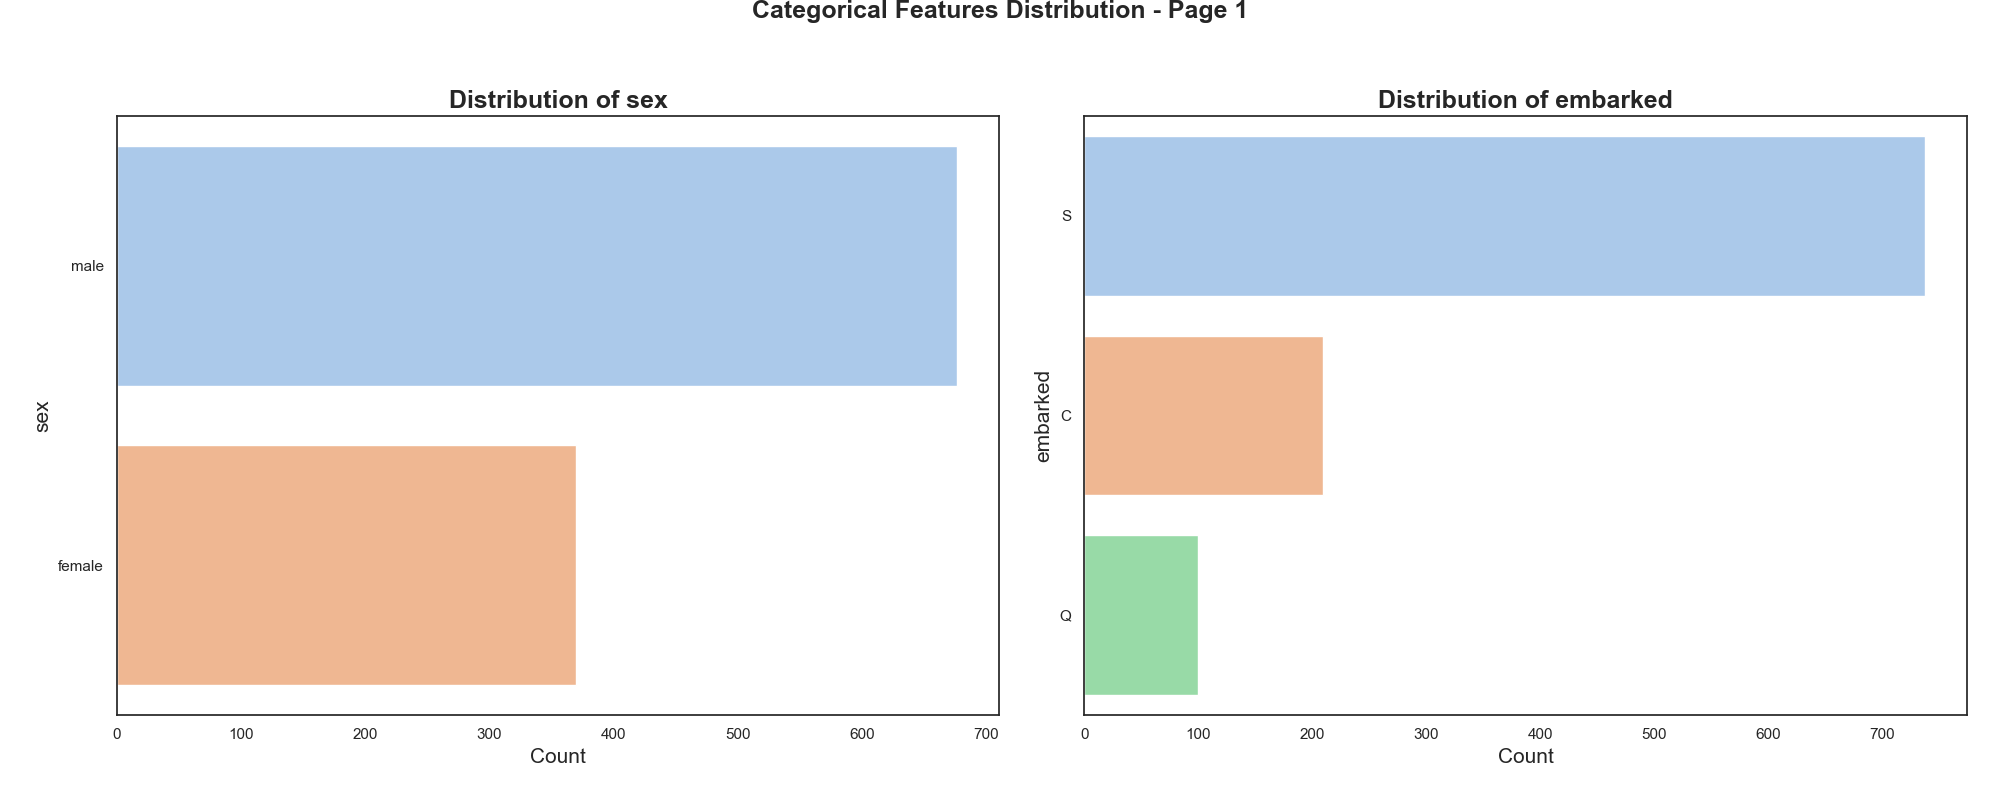 Categorical Features Distribution - Page 1
Distribution of sex
male
female
sex
0 100 200 300 400 500 600 700
Count
Distribution of embarked
S
C
Q
embarked
0 100 200 300 400 500 600 700
Count